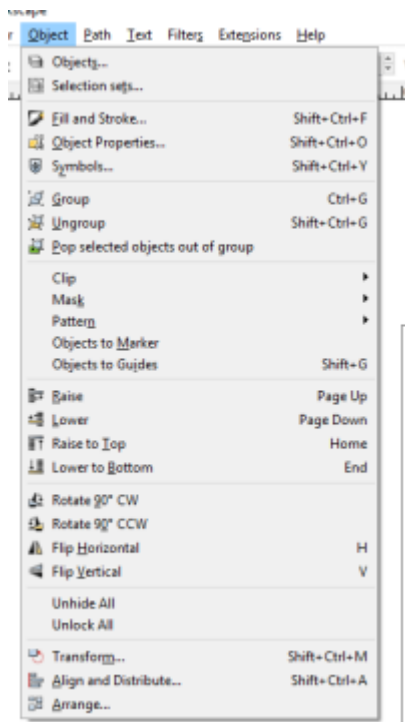 Object Path Text Filters Extensions Help
Objects...
Selection sets...
Fill and Stroke... Shift+Ctrl+F
Object Properties... Shift+Ctrl+O
Symbols... Shift+Ctrl+Y
Group Ctrl+G
Ungroup Shift+Ctrl+G
Pop selected objects out of group
Clip
Mask
Pattern
Objects to Marker
Objects to Guides Shift+G
Raise Page Up
Lower Page Down
Raise to Top Home
Lower to Bottom End
Rotate 90° CW
Rotate 90° CCW
Flip Horizontal H
Flip Vertical V
Unhide All
Unlock All
Transform... Shift+Ctrl+M
Align and Distribute... Shift+Ctrl+A
Arrange...